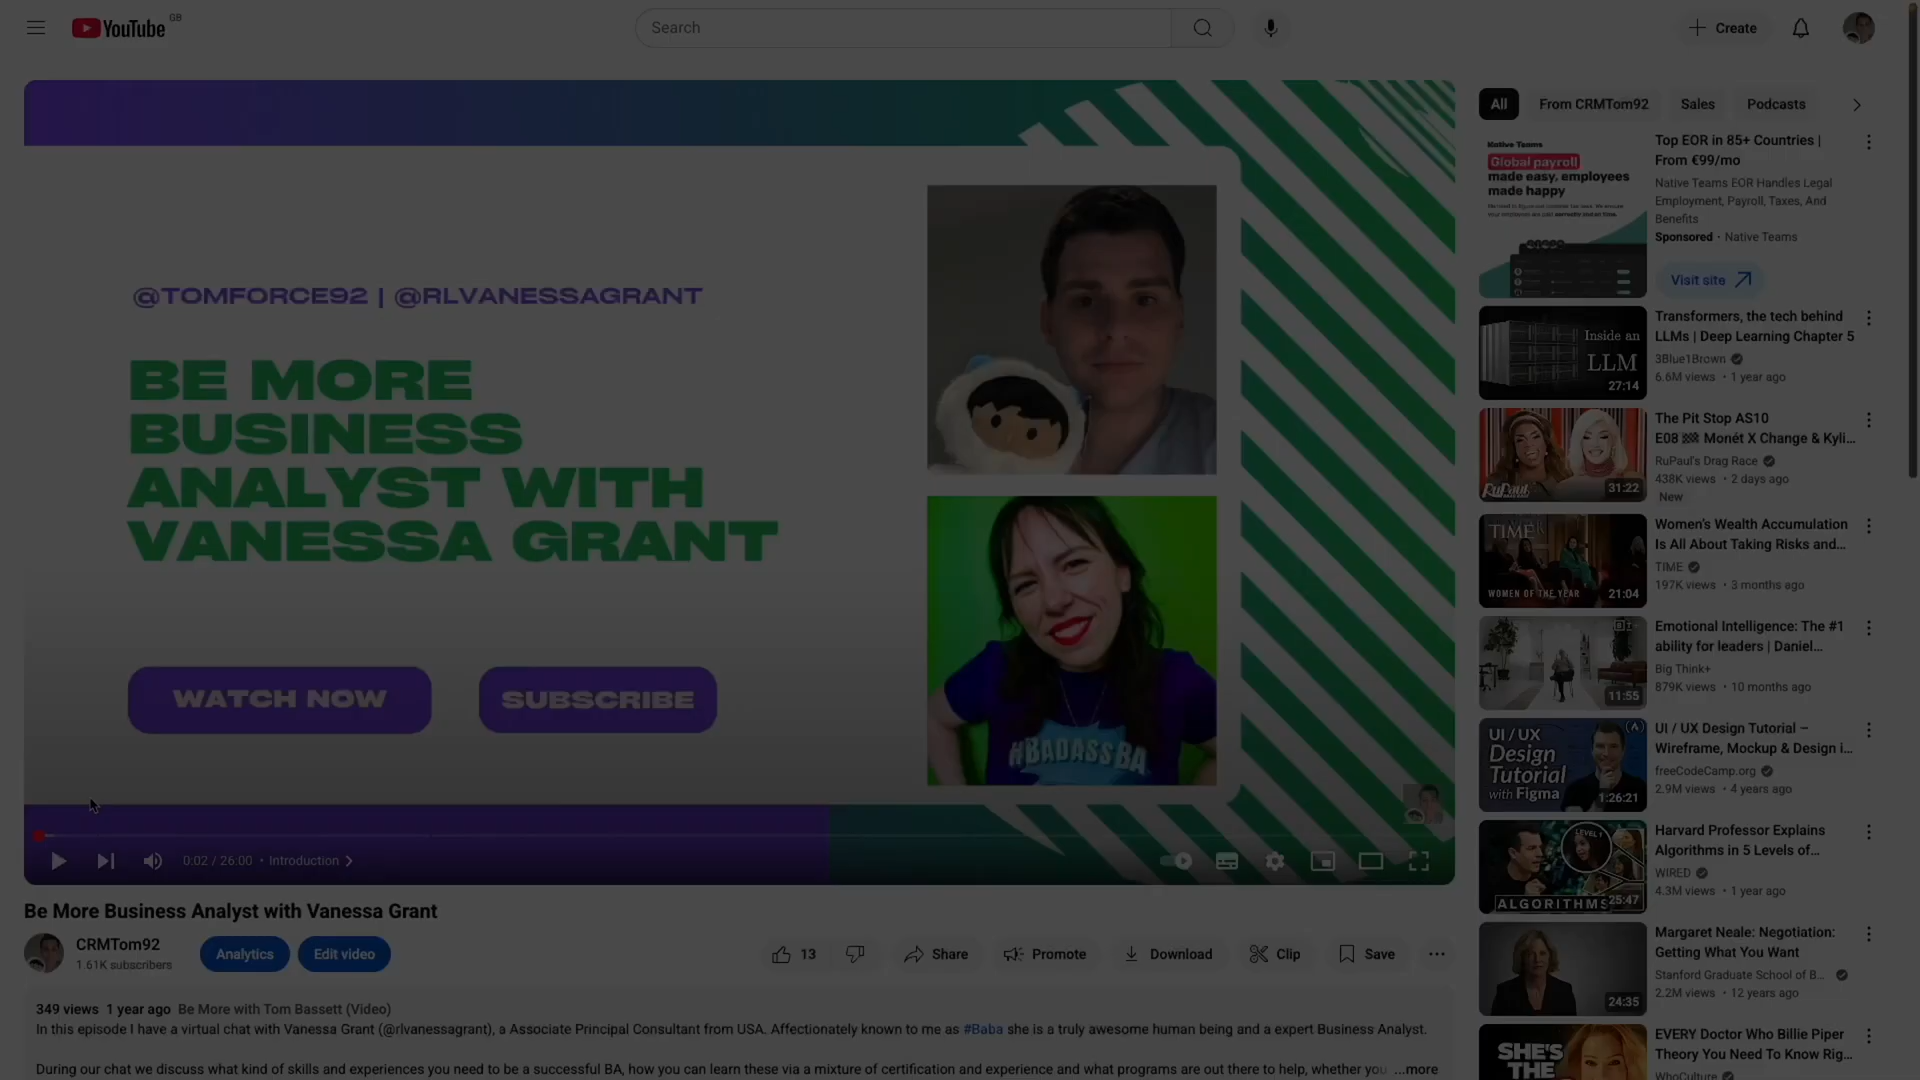 YouTube GB
Search
Create
@TOMFORCE92 | @RLVANESSAGRANT
BE MORE
BUSINESS
ANALYST WITH
VANESSA GRANT
WATCH NOW
SUBSCRIBE
#BADASSBA
0:02 / 26:00 • Introduction
Be More Business Analyst with Vanessa Grant
CRMTom92
1.61K subscribers
Analytics
Edit video
13
Share
Promote
Download
Clip
Save
349 views 1 year ago Be More with Tom Bassett (Video)
In this episode I have a virtual chat with Vanessa Grant (@rlvanessagrant), a Associate Principal Consultant from USA. Affectionately known to me as #Baba she is a truly awesome human being and a expert Business Analyst.
During our chat we discuss what kind of skills and experiences you need to be a successful BA, how you can learn these via a mixture of certification and experience and what programs are out there to help, whether you ...more
All
From CRMTom92
Sales
Podcasts
Native Teams
Global payroll
made easy, employees
made happy
Top EOR in 85+ Countries |
From €99/mo
Native Teams EOR Handles Legal
Employment, Payroll, Taxes, And
Benefits
Sponsored • Native Teams
Visit site
Inside an
LLM
27:14
Transformers, the tech behind
LLMs | Deep Learning Chapter 5
3Blue1Brown
6.6M views • 1 year ago
RuPaul's
31:22
The Pit Stop AS10
E08 🏁 Monét X Change & Kyli...
RuPaul's Drag Race
438K views • 2 days ago
New
TIME
WOMEN OF THE YEAR
21:04
Women's Wealth Accumulation
Is All About Taking Risks and...
TIME
197K views • 3 months ago
11:55
Emotional Intelligence: The #1
ability for leaders | Daniel...
Big Think+
879K views • 10 months ago
UI / UX
Design
Tutorial
with Figma
1:26:21
UI / UX Design Tutorial –
Wireframe, Mockup & Design i...
freeCodeCamp.org
2.9M views • 4 years ago
LEVEL 1
ALGORITHMS
25:47
Harvard Professor Explains
Algorithms in 5 Levels of...
WIRED
4.3M views • 1 year ago
24:35
Margaret Neale: Negotiation:
Getting What You Want
Stanford Graduate School of B...
2.2M views • 12 years ago
SHE'S
THE
EVERY Doctor Who Billie Piper
Theory You Need To Know Rig...
WhoCulture